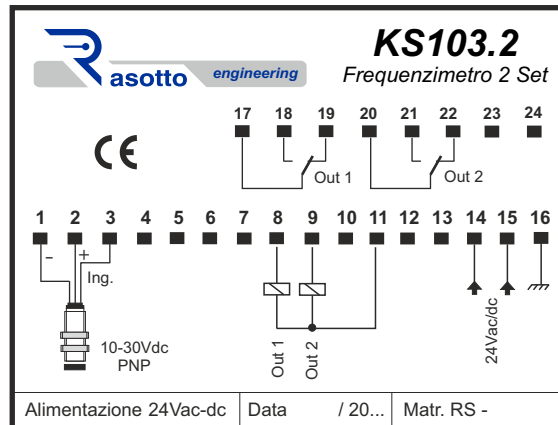 Rasotto engineering
KS103.2
Frequenzimetro 2 Set
17 18 19 20 21 22 23 24
CE
Out 1
Out 2
1 2 3 4 5 6 7 8 9 10 11 12 13 14 15 16
- +
Ing.
10-30Vdc
PNP
Out 1
Out 2
24Vac/dc
Alimentazione 24Vac-dc
Data / 20...
Matr. RS -